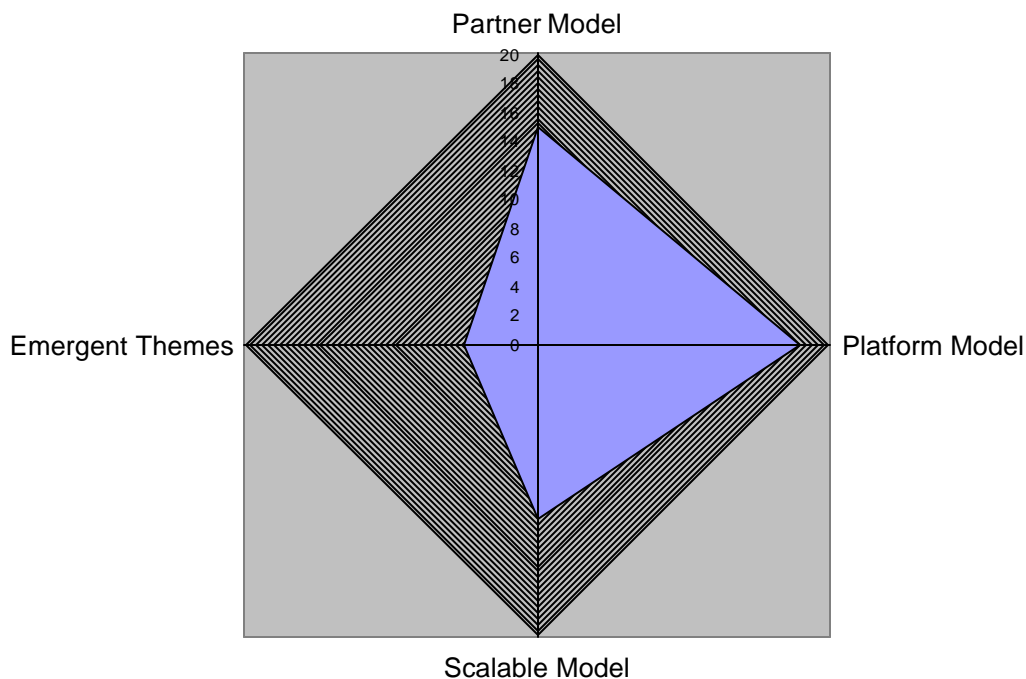 Partner Model
20
18
16
14
12
10
8
6
4
2
0
Emergent Themes
Platform Model
Scalable Model